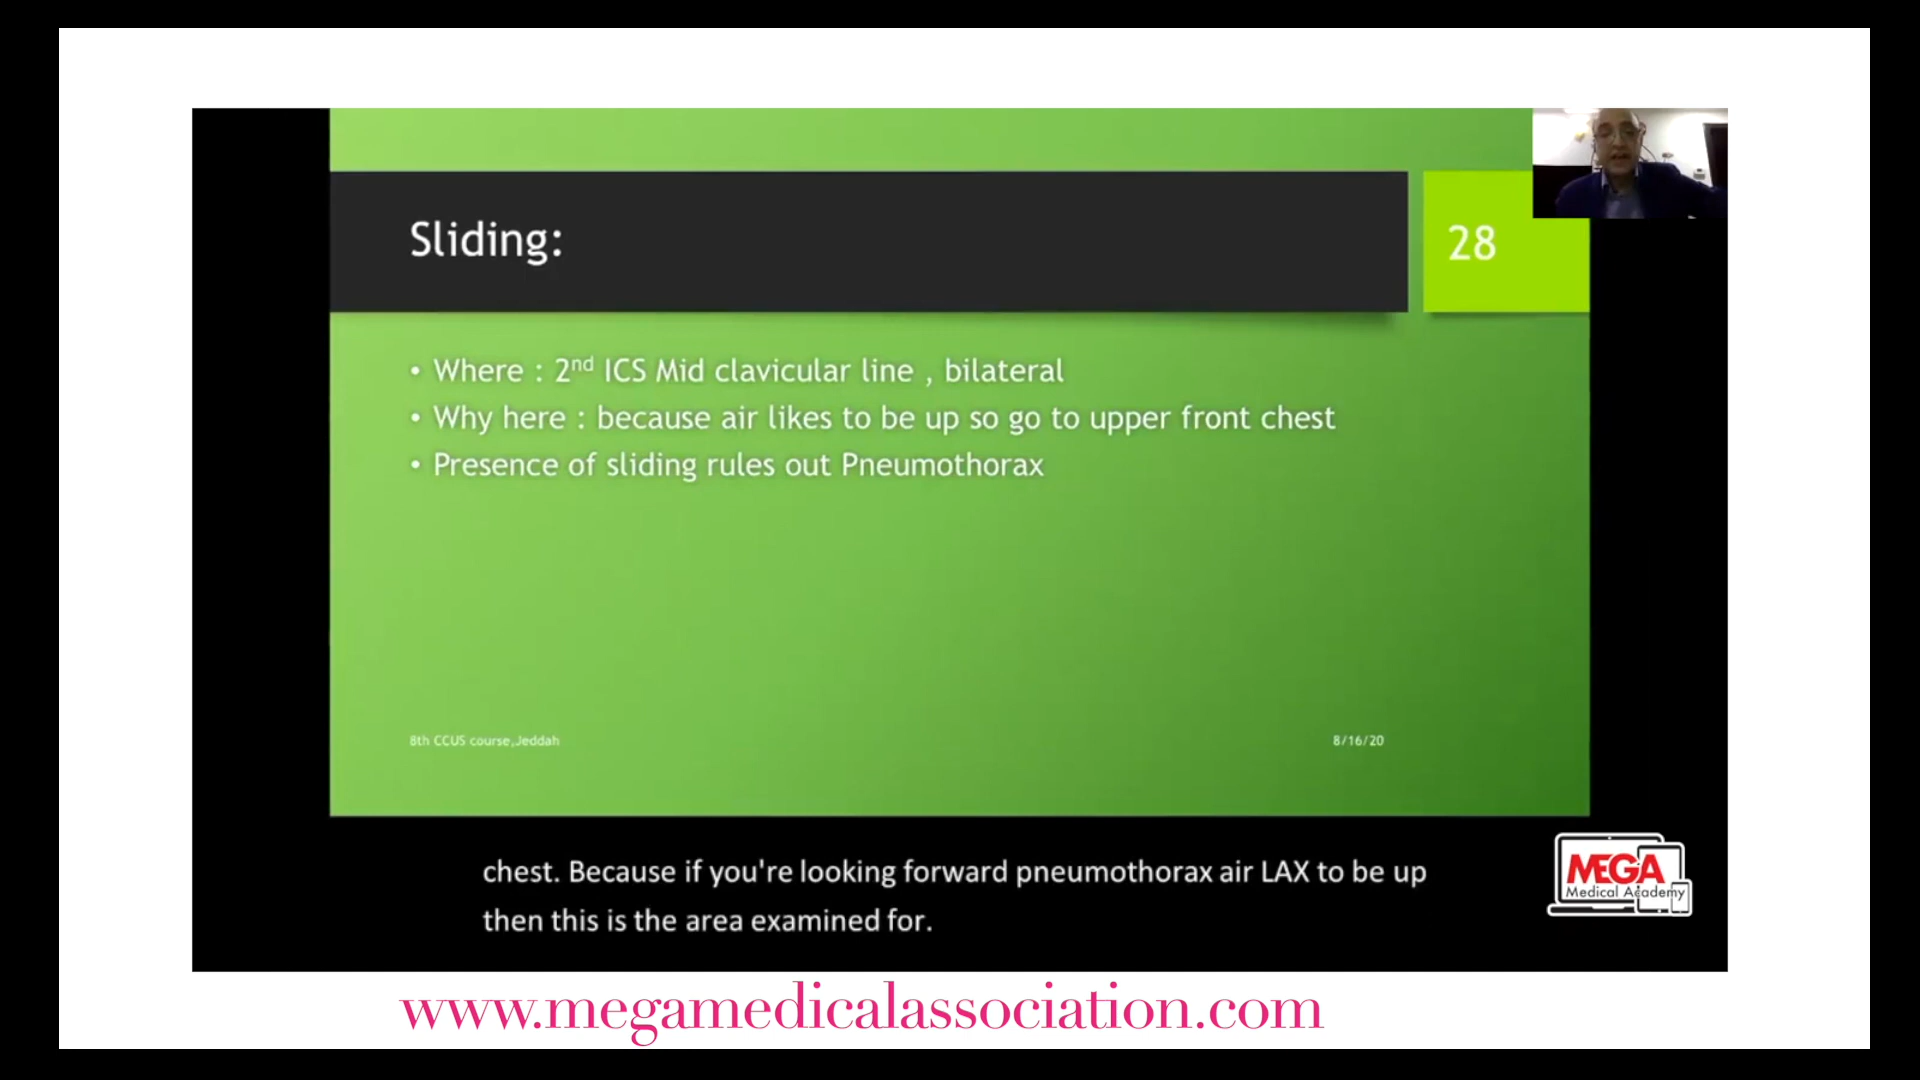 Sliding:
28
• Where : 2nd ICS Mid clavicular line , bilateral
• Why here : because air likes to be up so go to upper front chest
• Presence of sliding rules out Pneumothorax
8th CCUS course,Jeddah
8/16/20
chest. Because if you're looking forward pneumothorax air LAX to be up
then this is the area examined for.
MEGA
Medical Academy
www.megamedicalassociation.com